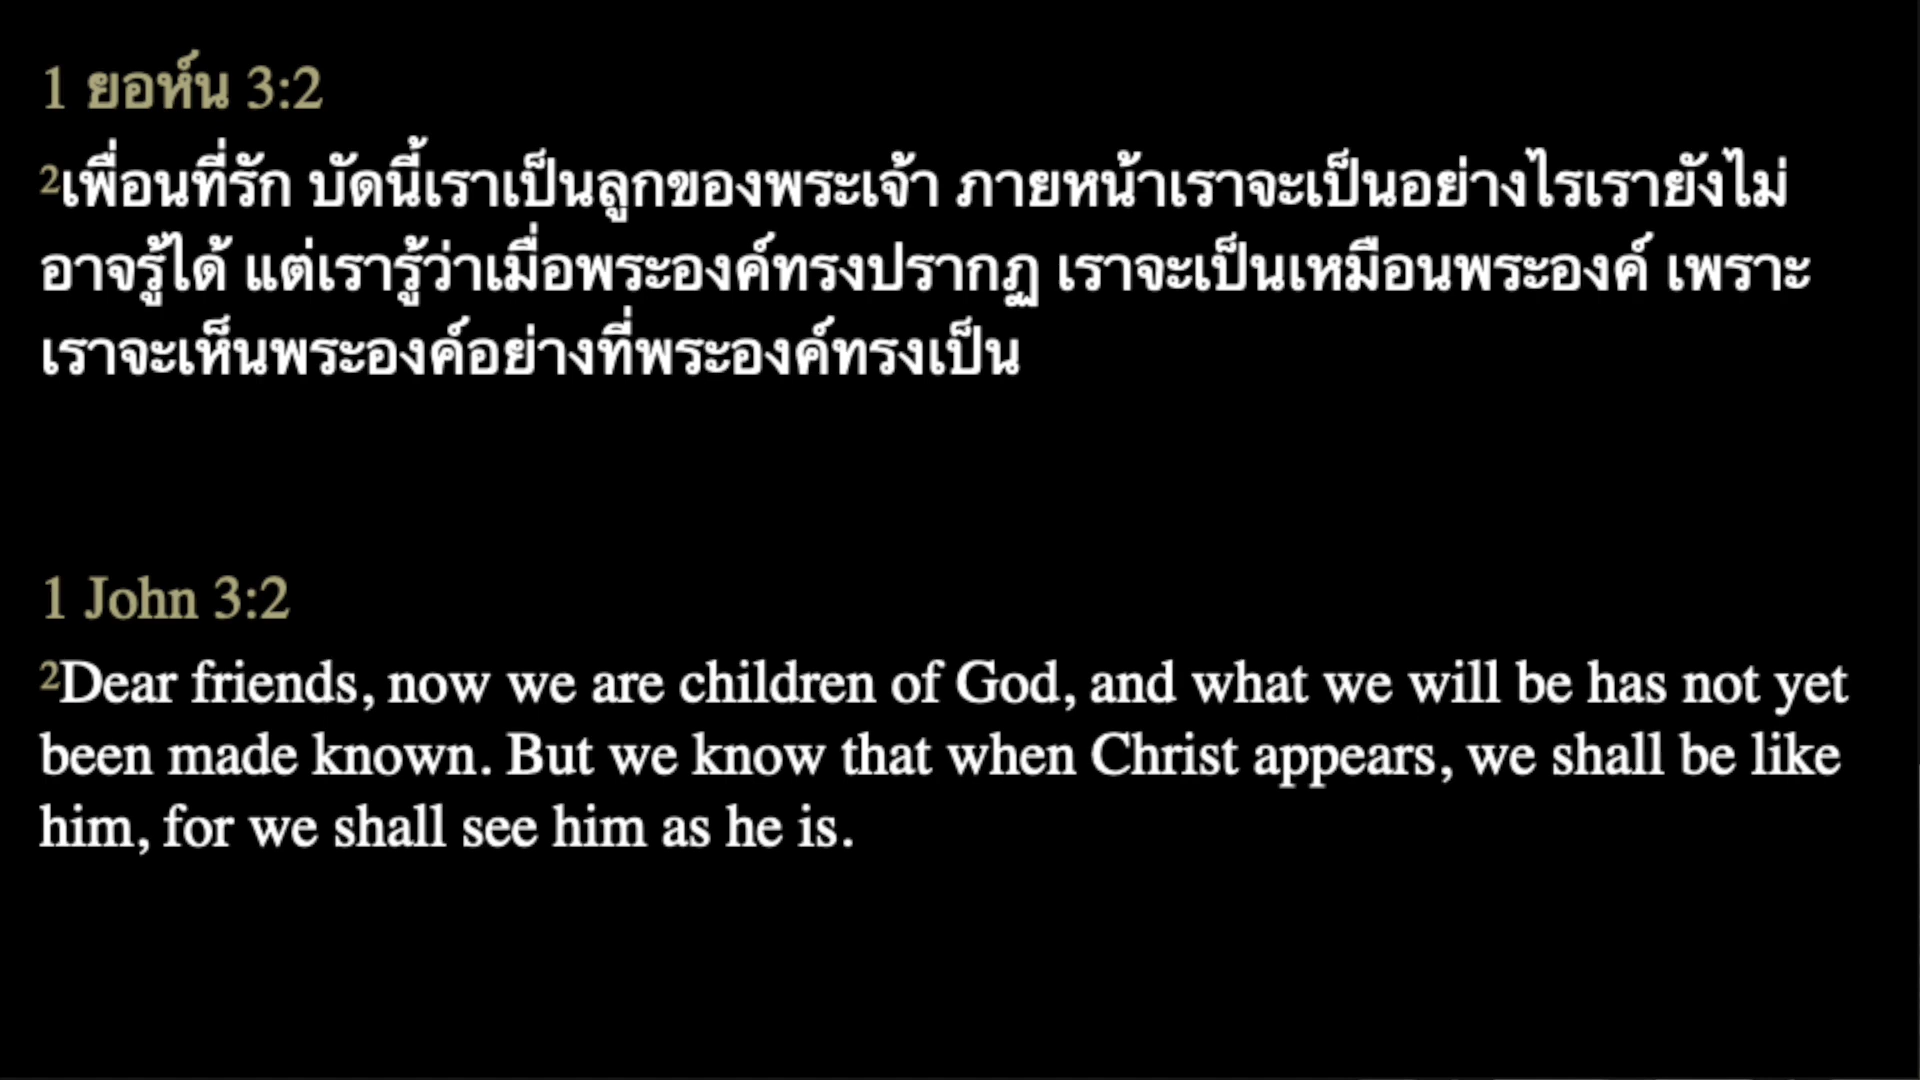 1 ยอห์น 3:2
2เพื่อนที่รัก บัดนี้เราเป็นลูกของพระเจ้า ภายหน้าเราจะเป็นอย่างไรเรายังไม่
อาจรู้ได้ แต่เรารู้ว่าเมื่อพระองค์ทรงปรากฏ เราจะเป็นเหมือนพระองค์ เพราะ
เราจะเห็นพระองค์อย่างที่พระองค์ทรงเป็น
1 John 3:2
2Dear friends, now we are children of God, and what we will be has not yet
been made known. But we know that when Christ appears, we shall be like
him, for we shall see him as he is.